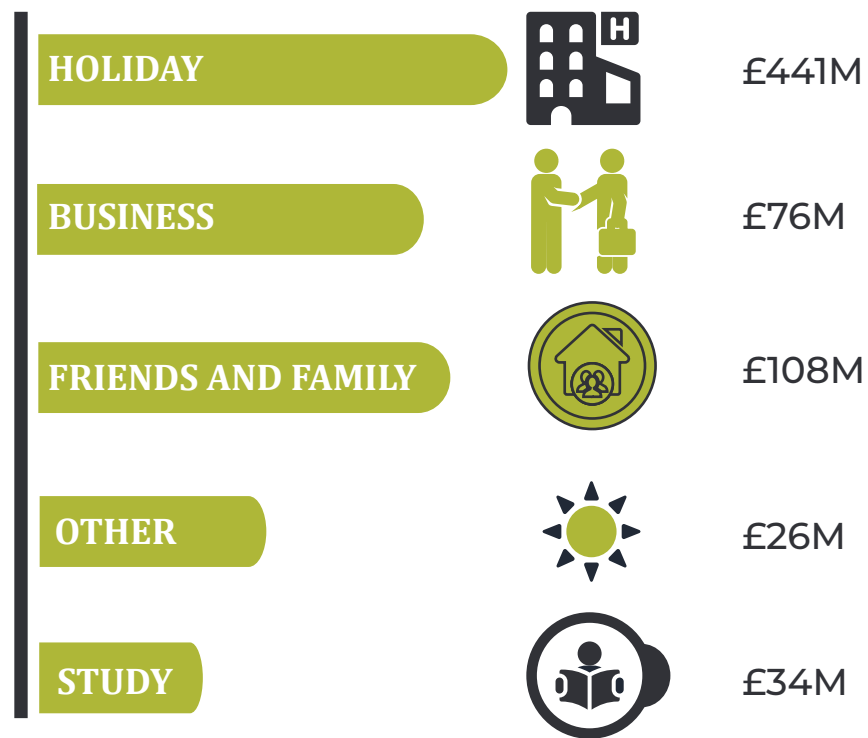 HOLIDAY
H
£441M
BUSINESS
£76M
FRIENDS AND FAMILY
£108M
OTHER
£26M
STUDY
£34M